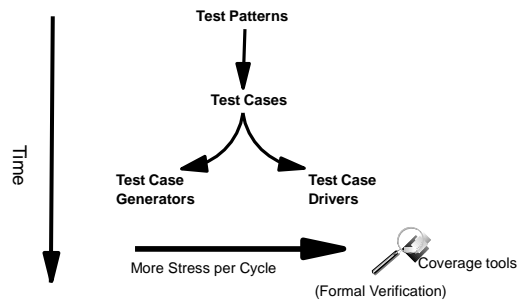 Test Patterns
Test Cases
Time
Test Case
Generators
Test Case
Drivers
More Stress per Cycle
Coverage tools
(Formal Verification)